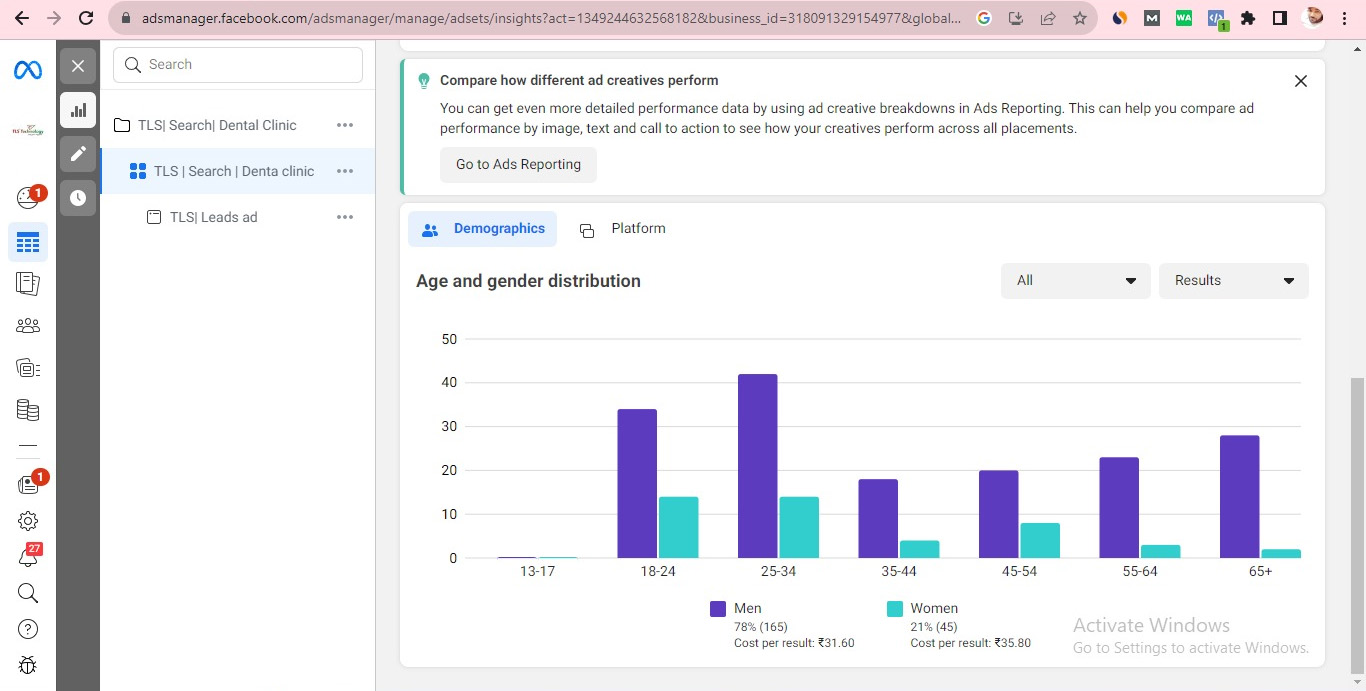 adsmanager.facebook.com/adsmanager/manage/adsets/insights?act=1349244632568182&business_id=318091329154977&global...
M
WA
1
TLS Technology
1
1
27
Search
TLS| Search| Dental Clinic
TLS | Search | Denta clinic
TLS| Leads ad
Compare how different ad creatives perform
You can get even more detailed performance data by using ad creative breakdowns in Ads Reporting. This can help you compare ad
performance by image, text and call to action to see how your creatives perform across all placements.
Go to Ads Reporting
Demographics
Platform
Age and gender distribution
All
Results
50
40
30
20
10
0
13-17
18-24
25-34
35-44
45-54
55-64
65+
Men
78% (165)
Cost per result: ₹31.60
Women
21% (45)
Cost per result: ₹35.80
Activate Windows
Go to Settings to activate Windows.